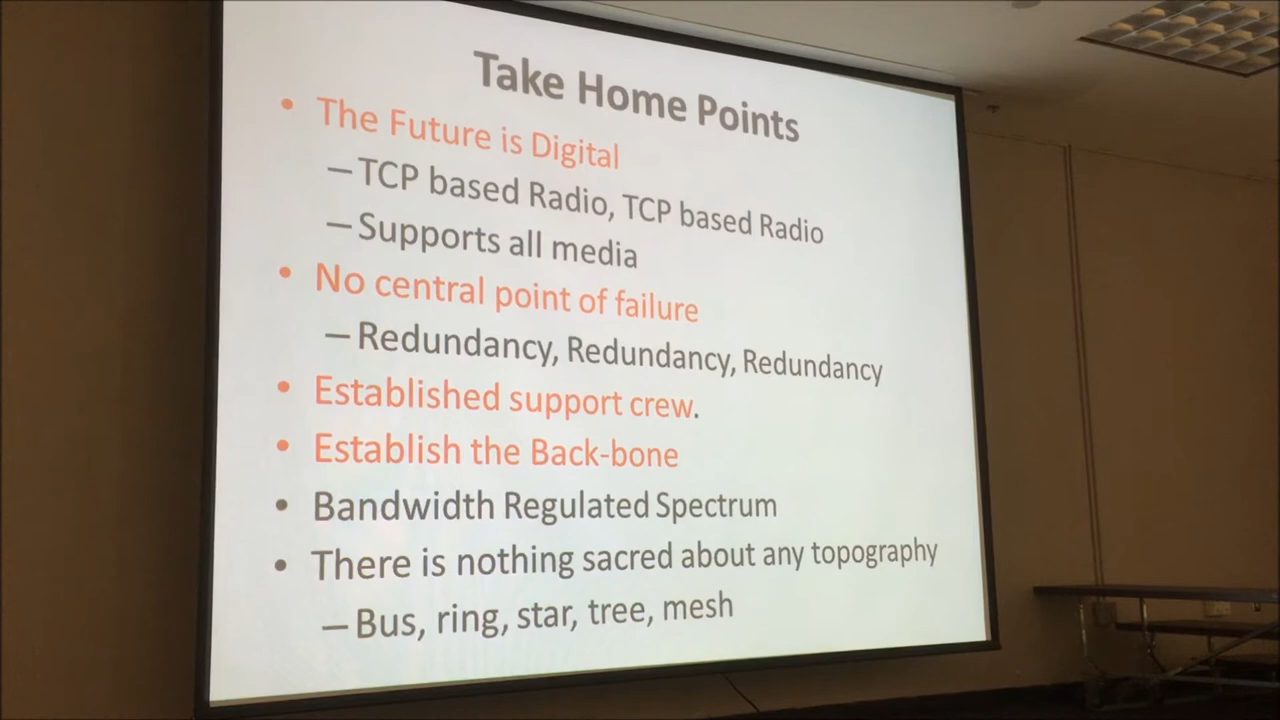 Take Home Points
• The Future is Digital
– TCP based Radio, TCP based Radio
– Supports all media
• No central point of failure
– Redundancy, Redundancy, Redundancy
• Established support crew.
• Establish the Back-bone
• Bandwidth Regulated Spectrum
• There is nothing sacred about any topography
– Bus, ring, star, tree, mesh